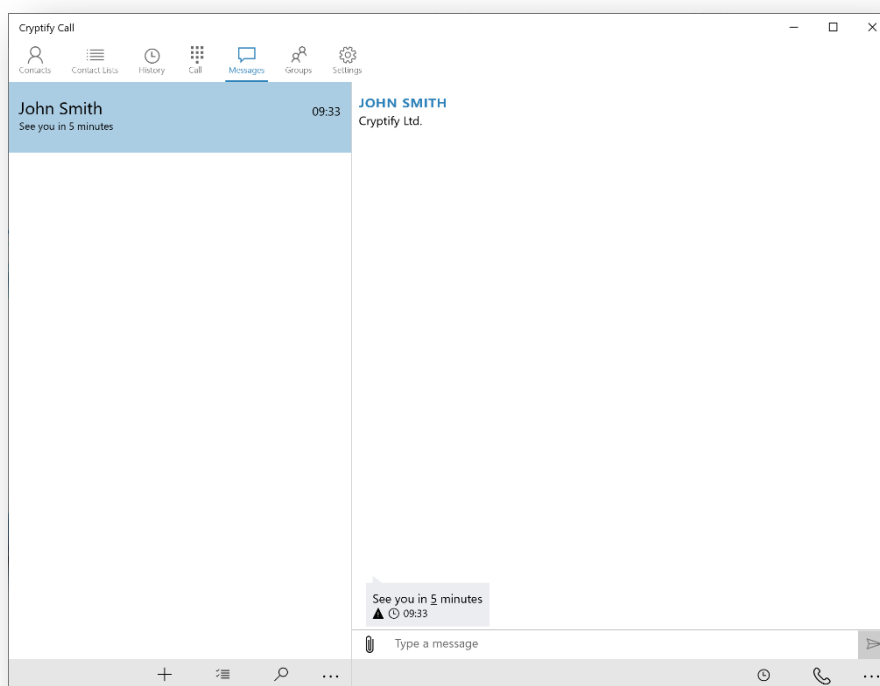 Cryptify Call
Contacts
Contact Lists
History
Call
Messages
Groups
Settings
John Smith
09:33
See you in 5 minutes
JOHN SMITH
Cryptify Ltd.
See you in 5 minutes
09:33
Type a message